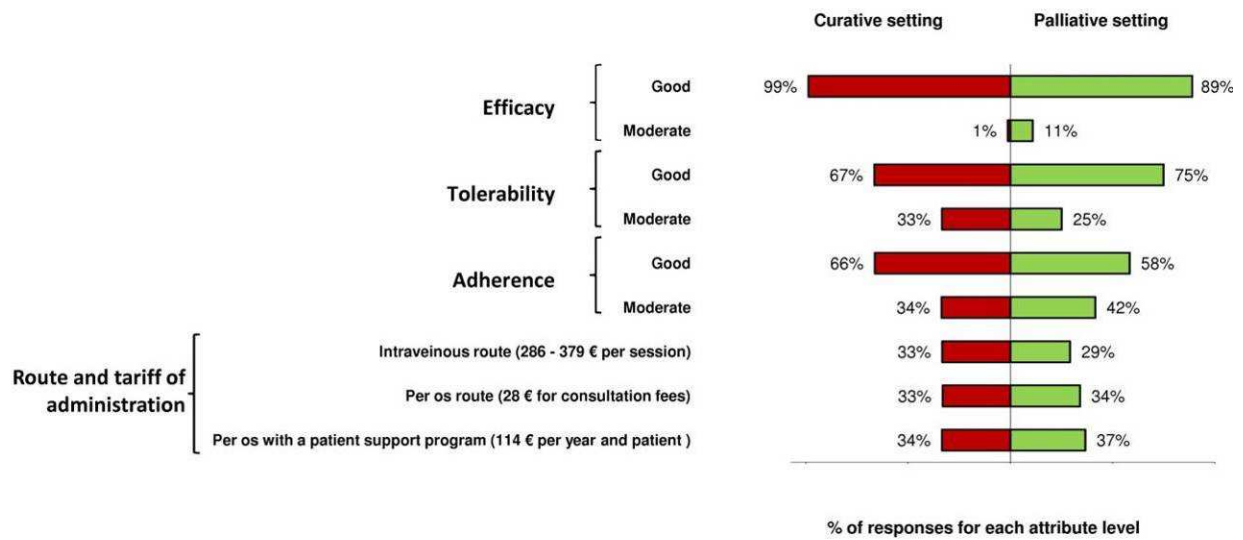 Curative setting Palliative setting
Efficacy
Good 99% 89%
Moderate 1% 11%
Tolerability
Good 67% 75%
Moderate 33% 25%
Adherence
Good 66% 58%
Moderate 34% 42%
Route and tariff of
administration
Intraveinous route (286 - 379 € per session) 33% 29%
Per os route (28 € for consultation fees) 33% 34%
Per os with a patient support program (114 € per year and patient ) 34% 37%
% of responses for each attribute level